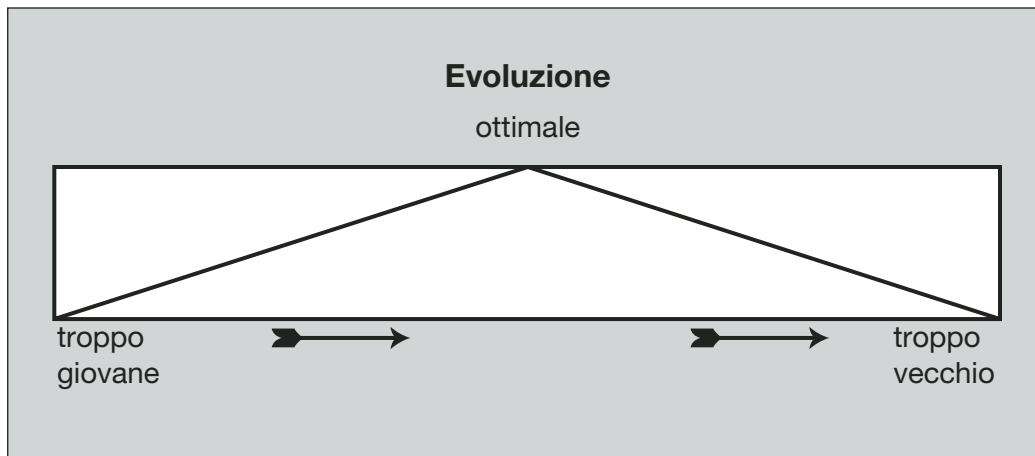 Evoluzione
ottimale
troppo
giovane
troppo
vecchio